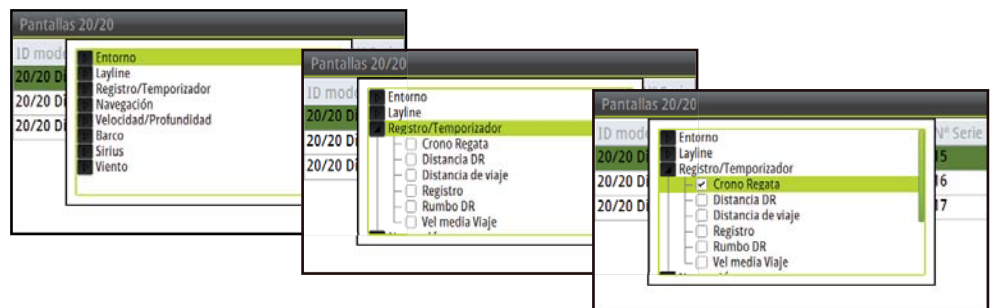 Pantallas 20/20
ID mod
Entorno
20/20 Di
Layline
Registro/Temporizador
20/20 Di
Navegación
20/20 Di
Velocidad/Profundidad
Barco
Sirius
Viento
Pantallas 20/20
ID mod
Entorno
20/20 Di
Layline
Registro/Temporizador
20/20 Di
Crono Regata
Distancia DR
20/20 Di
Distancia de viaje
Registro
Rumbo DR
Vel media Viaje
Pantallas 20/20
ID mode
Entorno
Nº Serie
20/20 Di
Layline
15
Registro/Temporizador
20/20 Di
Crono Regata
16
20/20 Di
Distancia DR
17
Distancia de viaje
Registro
Rumbo DR
Vel media Viaje